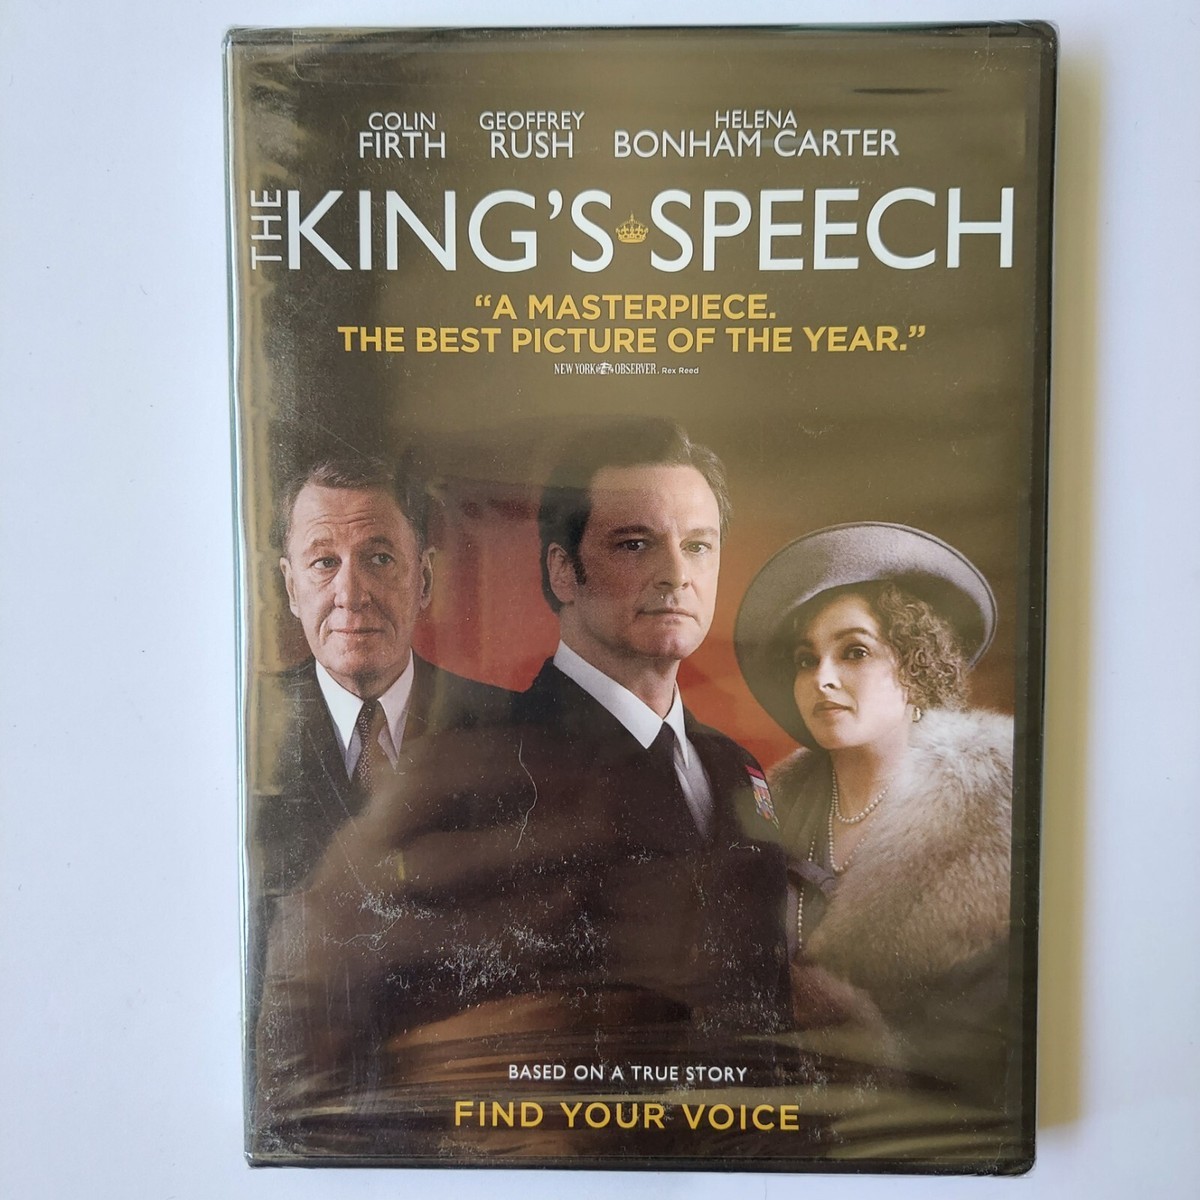 COLIN FIRTH
GEOFFREY RUSH
HELENA BONHAM CARTER
THE KING'S SPEECH
“A MASTERPIECE.
THE BEST PICTURE OF THE YEAR.”
NEW YORK OBSERVER, Rex Reed
BASED ON A TRUE STORY
FIND YOUR VOICE